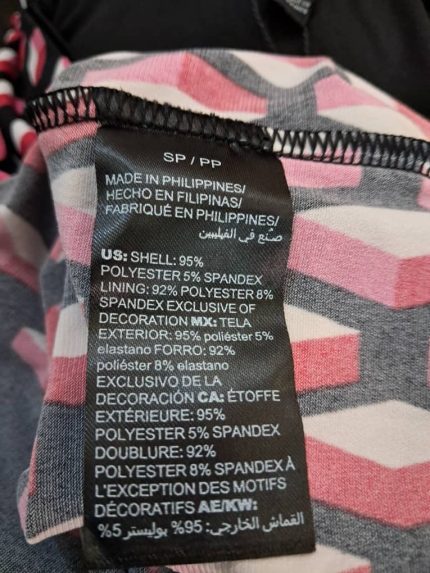 SP / PP
MADE IN PHILIPPINES/
HECHO EN FILIPINAS/
FABRIQUÉ EN PHILIPPINES/
صنع في الفيليبين
US: SHELL: 95%
POLYESTER 5% SPANDEX
LINING: 92% POLYESTER 8%
SPANDEX EXCLUSIVE OF
DECORATION MX: TELA
EXTERIOR: 95% poliéster 5%
elastano FORRO: 92%
poliéster 8% elastano
EXCLUSIVO DE LA
DECORACIÓN CA: ÉTOFFE
EXTÉRIEURE: 95%
POLYESTER 5% SPANDEX
DOUBLURE: 92%
POLYESTER 8% SPANDEX À
L'EXCEPTION DES MOTIFS
DÉCORATIFS AE/KW:
القماش الخارجي: 95% بوليستر 5%